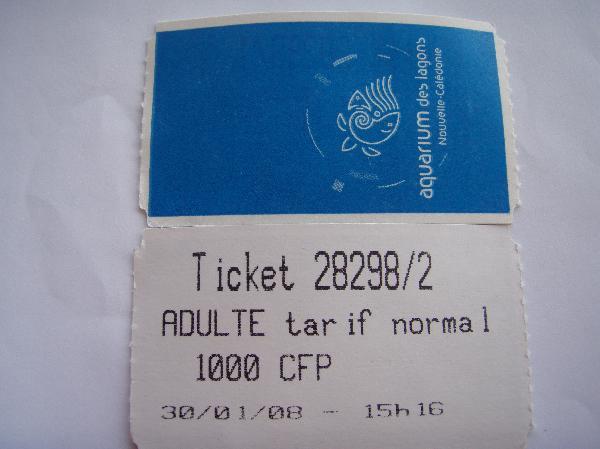 aquarium des lagons
Nouvelle-Calédonie
Ticket 28298/2
ADULTE tarif normal
1000 CFP
30/01/08 - 15h16